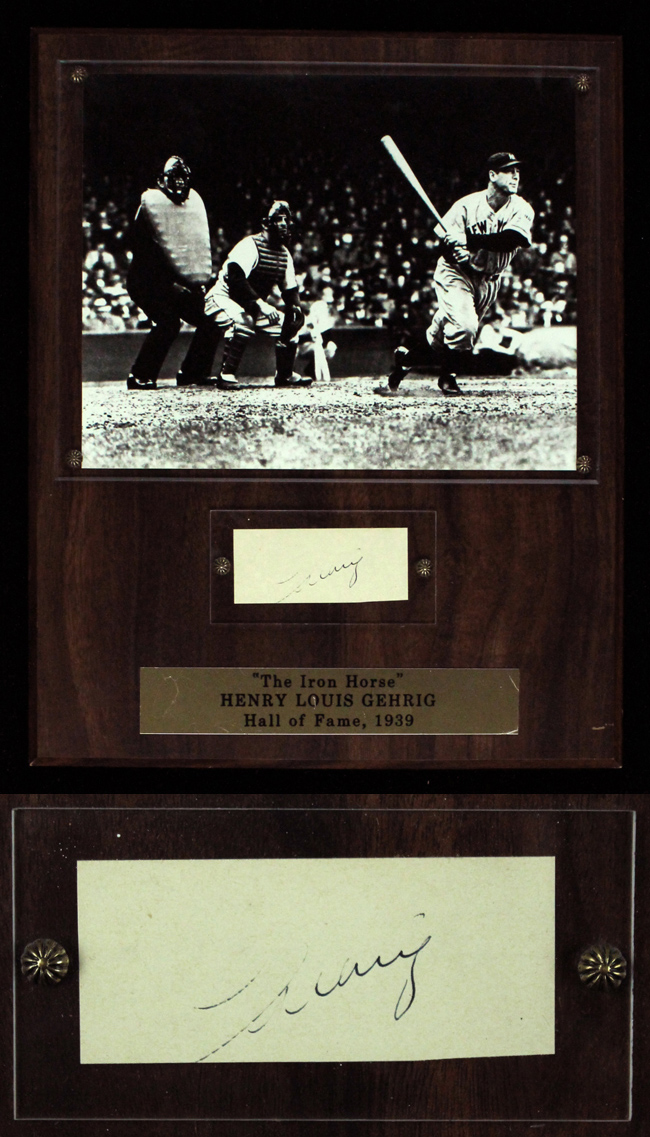 "The Iron Horse"
HENRY LOUIS GEHRIG
Hall of Fame, 1939